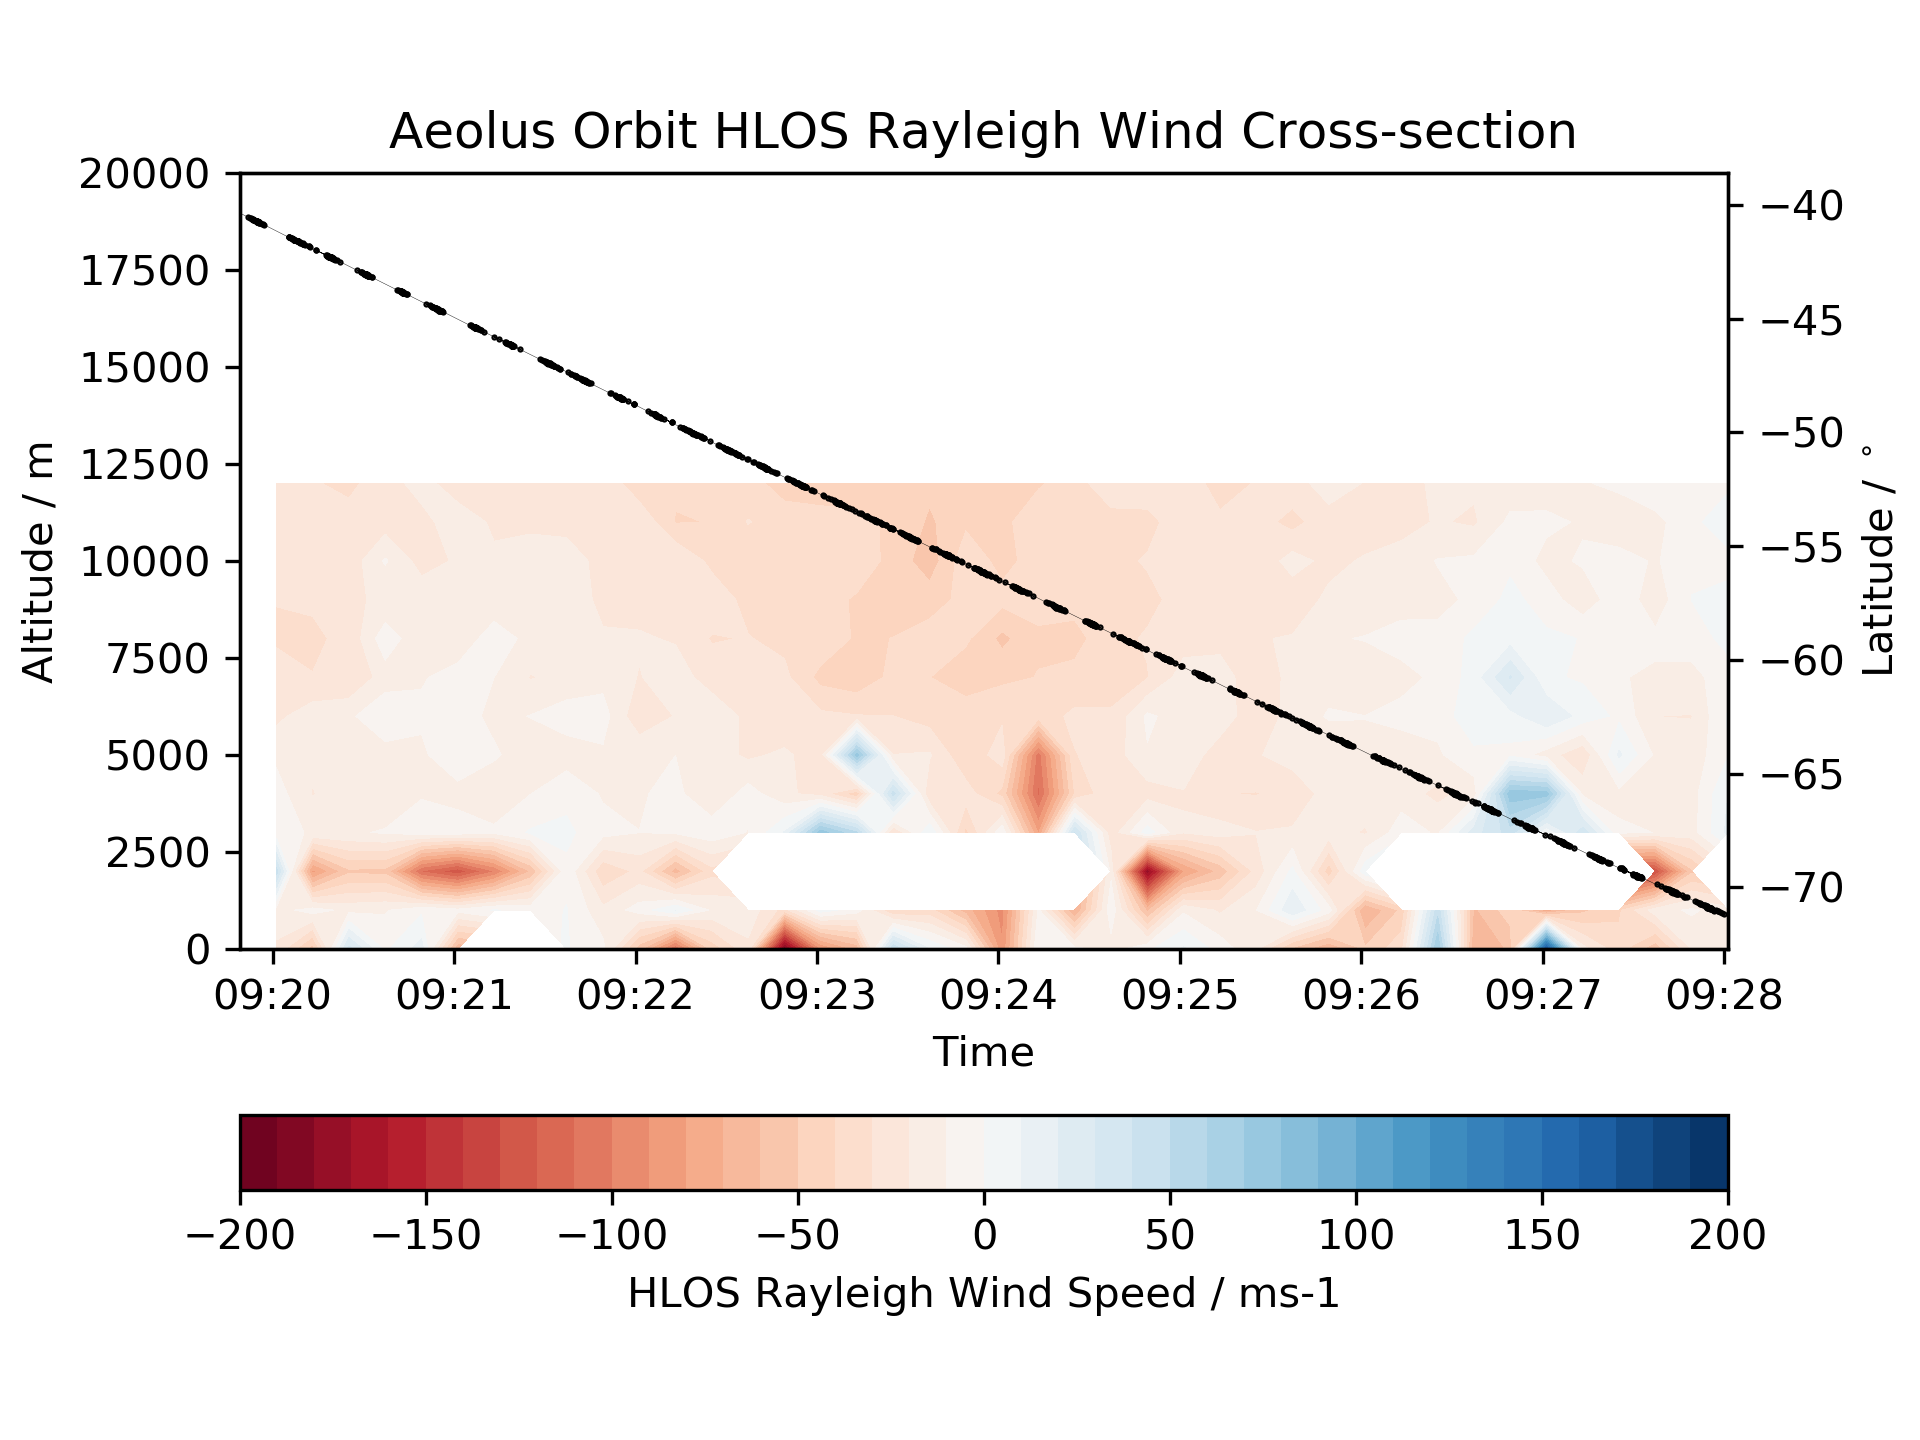 Aeolus Orbit HLOS Rayleigh Wind Cross-section
20000
17500
15000
12500
10000
7500
5000
2500
0
Altitude / m
−40
−45
−50
−55
−60
−65
−70
Latitude / °
09:20 09:21 09:22 09:23 09:24 09:25 09:26 09:27 09:28
Time
−200 −150 −100 −50 0 50 100 150 200
HLOS Rayleigh Wind Speed / ms-1